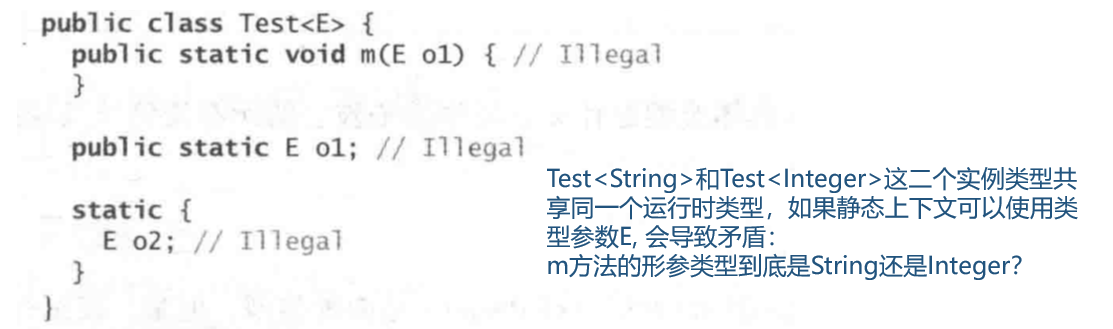 public class Test<E> {
public static void m(E o1) { // Illegal
}
public static E o1; // Illegal
static {
E o2; // Illegal
}
}
Test<String>和Test<Integer>这二个实例类型共
享同一个运行时类型，如果静态上下文可以使用类
型参数E, 会导致矛盾：
m方法的形参类型到底是String还是Integer？